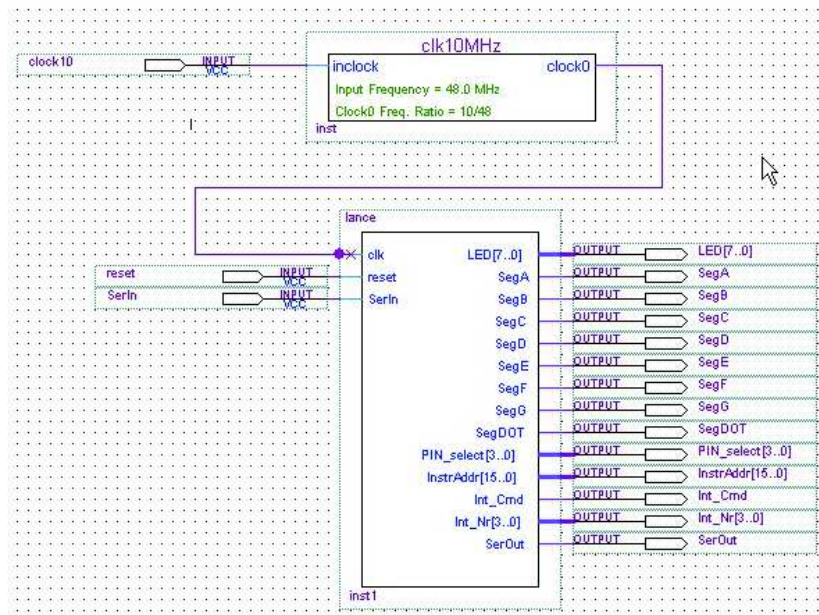 clk10MHz
clock10 INPUT VCC
inclock clock0
Input Frequency = 48.0 MHz
Clock0 Freq. Ratio = 10/48
inst
lance
clk LED[7..0] OUTPUT LED[7..0]
reset INPUT VCC reset SegA OUTPUT SegA
SerIn INPUT VCC SerIn SegB OUTPUT SegB
SegC OUTPUT SegC
SegD OUTPUT SegD
SegE OUTPUT SegE
SegF OUTPUT SegF
SegG OUTPUT SegG
SegDOT OUTPUT SegDOT
PIN_select[3..0] OUTPUT PIN_select[3..0]
InstrAddr[15..0] OUTPUT InstrAddr[15..0]
Int_Cmd OUTPUT Int_Cmd
Int_Nr[3..0] OUTPUT Int_Nr[3..0]
SerOut OUTPUT SerOut
inst1